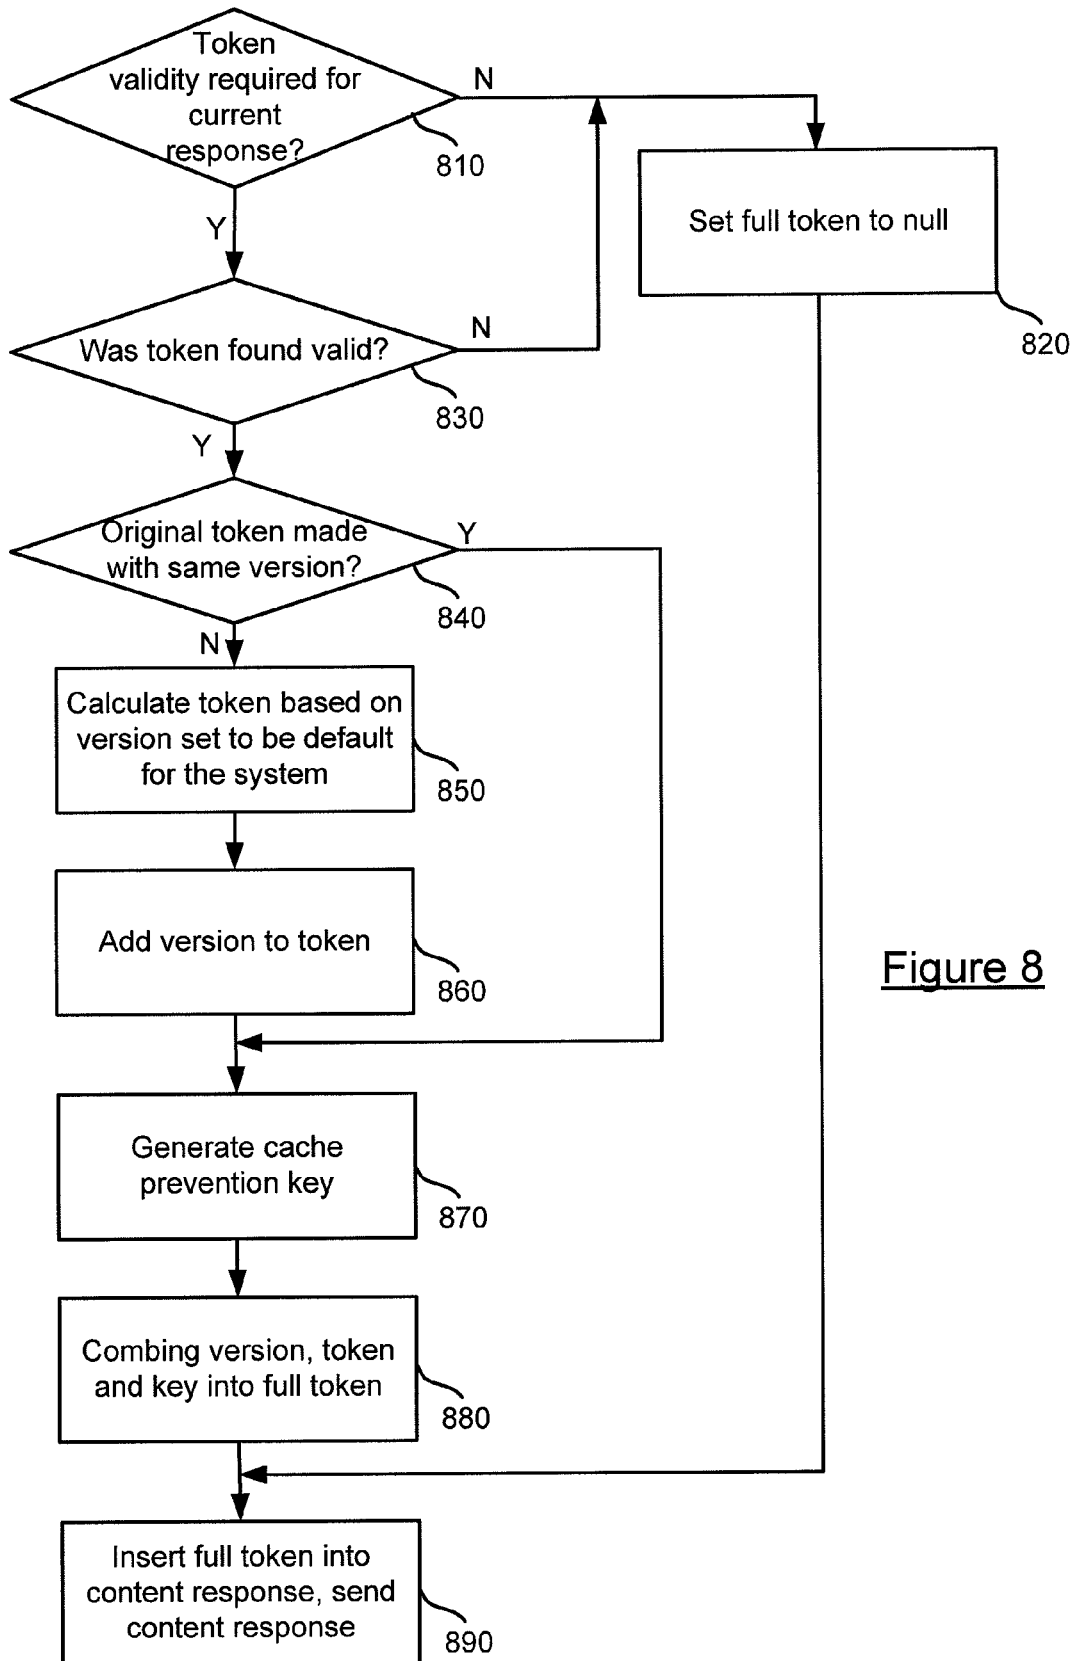 Token
validity required for
current
response?
N
810
Y
Set full token to null
820
Was token found valid?
N
830
Y
Original token made
with same version?
Y
840
N
Calculate token based on
version set to be default
for the system
850
Add version to token
860
Figure 8
Generate cache
prevention key
870
Combing version, token
and key into full token
880
Insert full token into
content response, send
content response
890